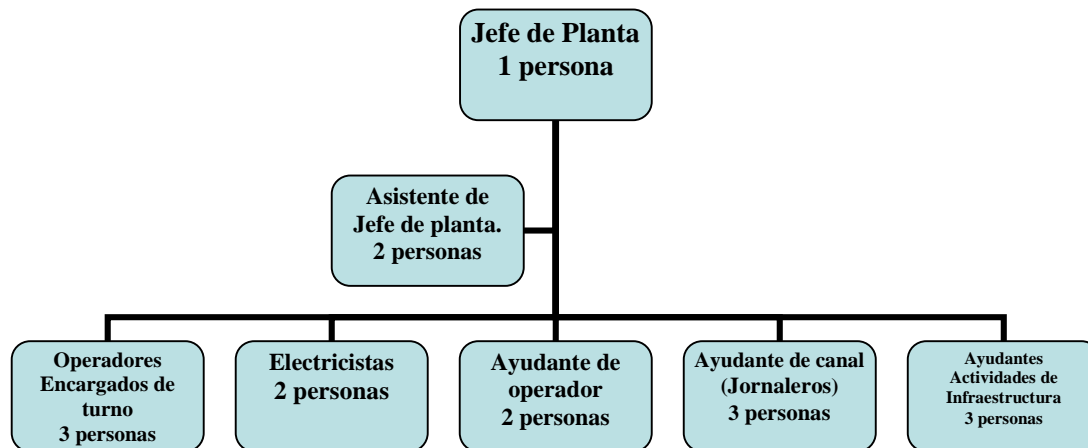 Jefe de Planta
1 persona
Asistente de
Jefe de planta.
2 personas
Operadores
Encargados de
turno
3 personas
Electricistas
2 personas
Ayudante de
operador
2 personas
Ayudante de canal
(Jornaleros)
3 personas
Ayudantes
Actividades de
Infraestructura
3 personas